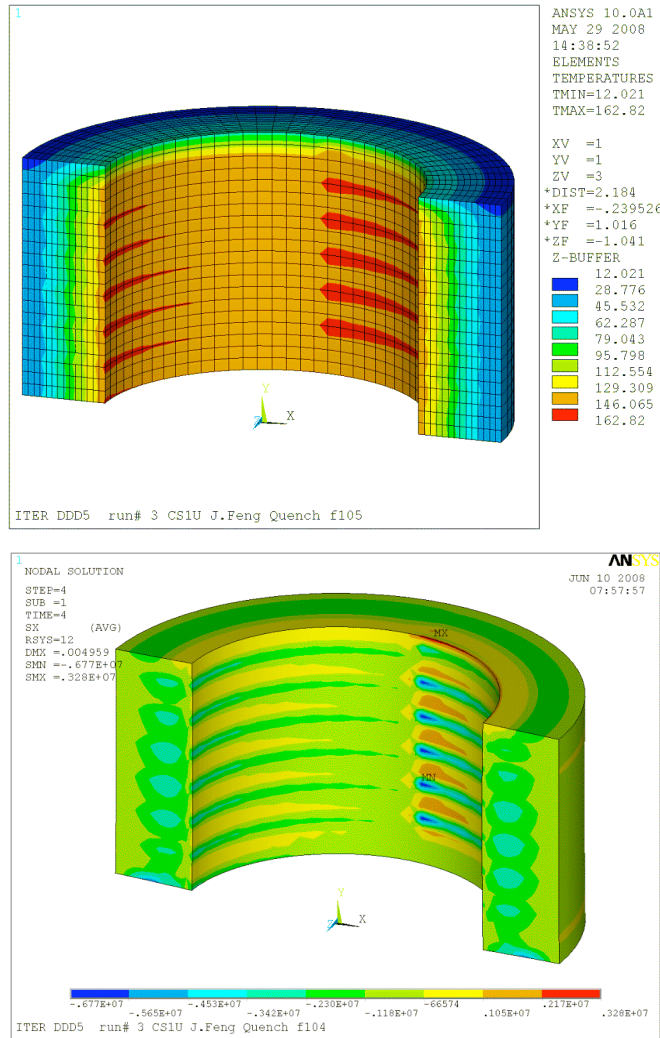 1
ANSYS 10.0A1
MAY 29 2008
14:38:52
ELEMENTS
TEMPERATURES
TMIN=12.021
TMAX=162.82
XV =1
YV =1
ZV =3
*DIST=2.184
*XF =-.239526
*YF =1.016
*ZF =-1.041
Z-BUFFER
12.021
28.776
45.532
62.287
79.043
95.798
112.554
129.309
146.065
162.82
Y
Z X
ITER DDD5 run# 3 CS1U J.Feng Quench f105
1
ANSYS
NODAL SOLUTION
JUN 10 2008
07:57:57
STEP=4
SUB =1
TIME=4
SX (AVG)
RSYS=12
DMX =.004959
SMN =-.677E+07
SMX =.328E+07
MX
MN
Y
Z X
-.677E+07 -.453E+07 -.230E+07 -66574 .217E+07
-.565E+07 -.342E+07 -.118E+07 .105E+07 .328E+07
ITER DDD5 run# 3 CS1U J.Feng Quench f104